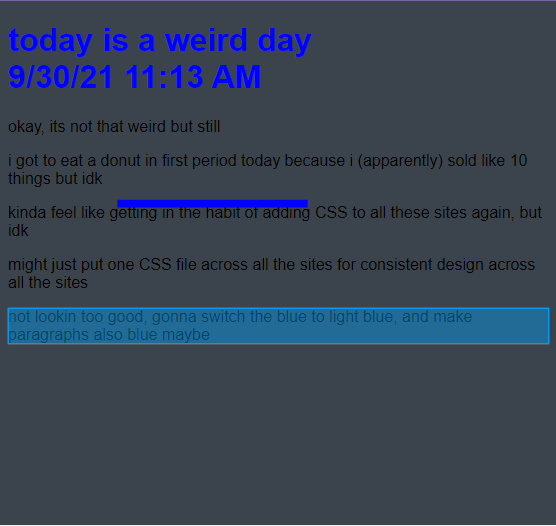 today is a weird day
9/30/21 11:13 AM
okay, its not that weird but still
i got to eat a donut in first period today because i (apparently) sold like 10
things but idk
kinda feel like getting in the habit of adding CSS to all these sites again, but
idk
might just put one CSS file across all the sites for consistent design across
all the sites
not lookin too good, gonna switch the blue to light blue, and make
paragraphs also blue maybe